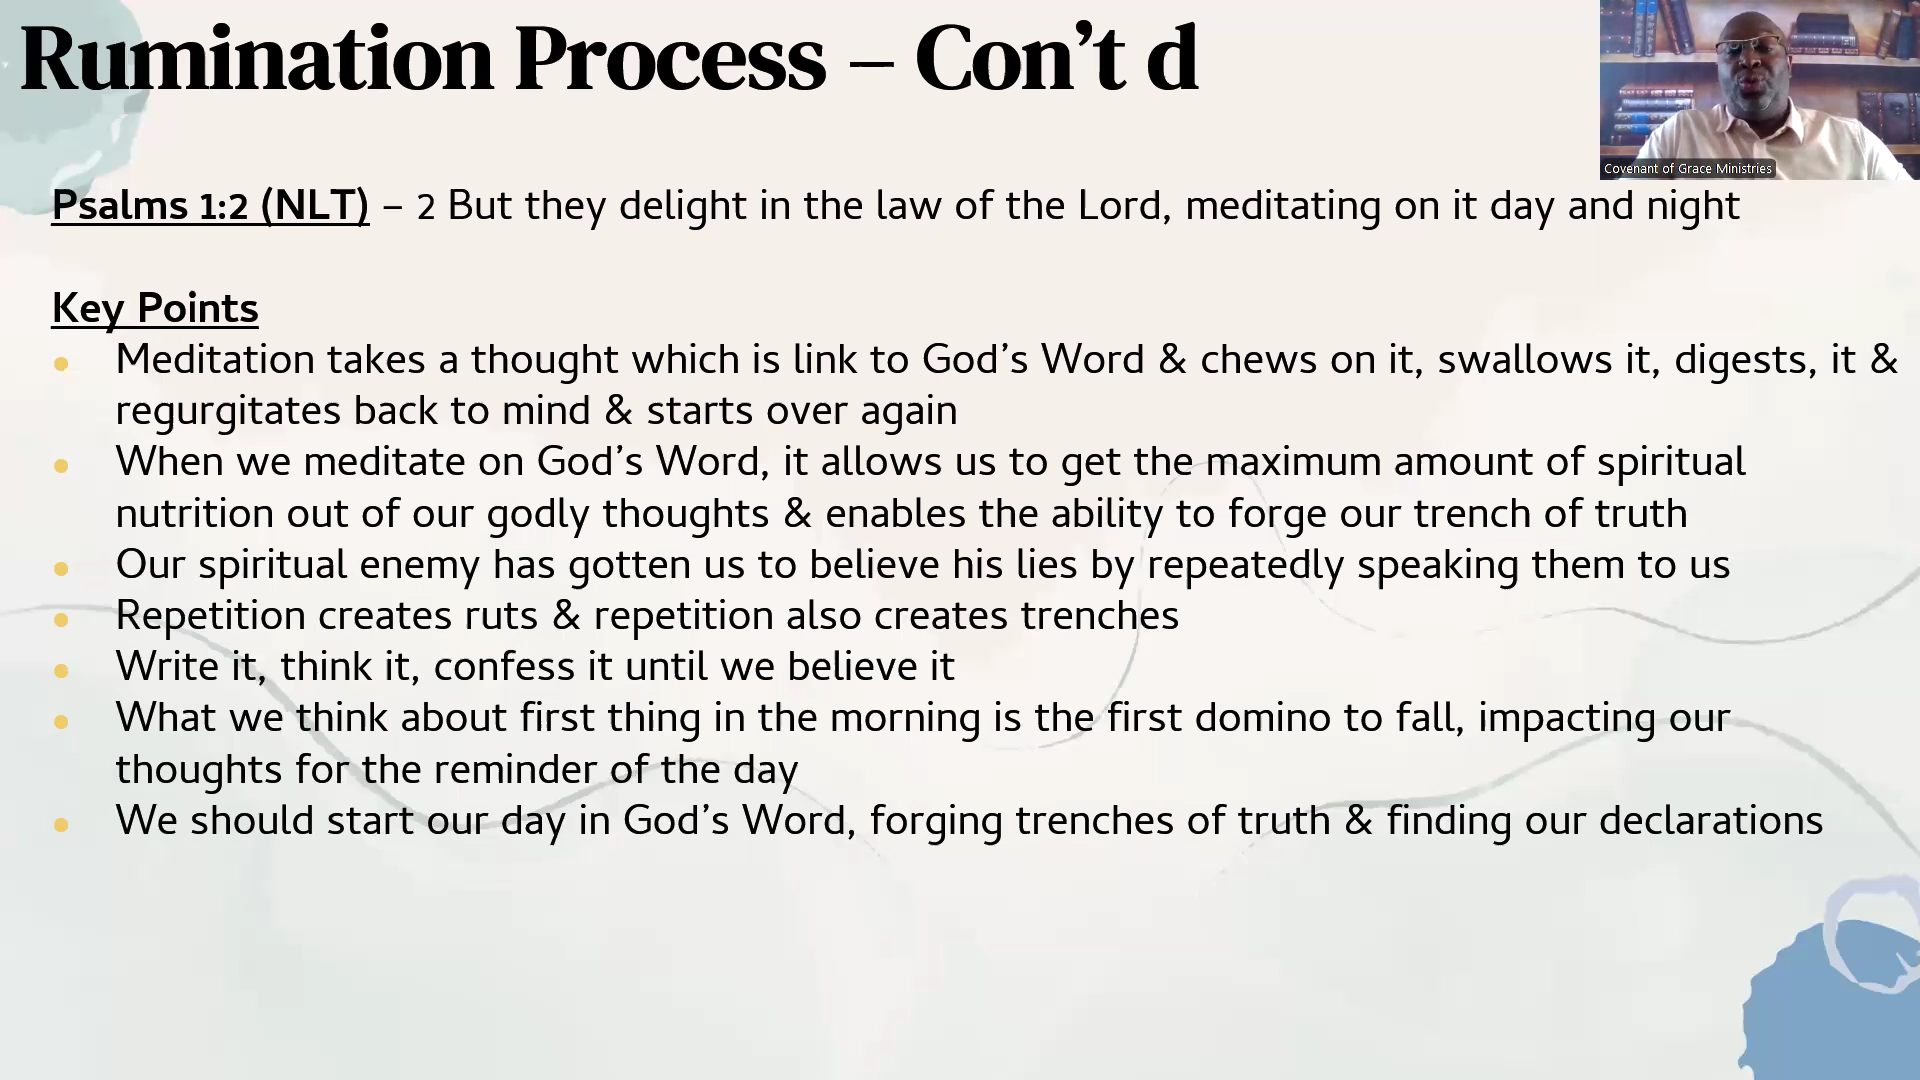 Rumination Process – Con’t d
Covenant of Grace Ministries
Psalms 1:2 (NLT) – 2 But they delight in the law of the Lord, meditating on it day and night
Key Points
Meditation takes a thought which is link to God’s Word & chews on it, swallows it, digests, it &
regurgitates back to mind & starts over again
When we meditate on God’s Word, it allows us to get the maximum amount of spiritual
nutrition out of our godly thoughts & enables the ability to forge our trench of truth
Our spiritual enemy has gotten us to believe his lies by repeatedly speaking them to us
Repetition creates ruts & repetition also creates trenches
Write it, think it, confess it until we believe it
What we think about first thing in the morning is the first domino to fall, impacting our
thoughts for the reminder of the day
We should start our day in God’s Word, forging trenches of truth & finding our declarations